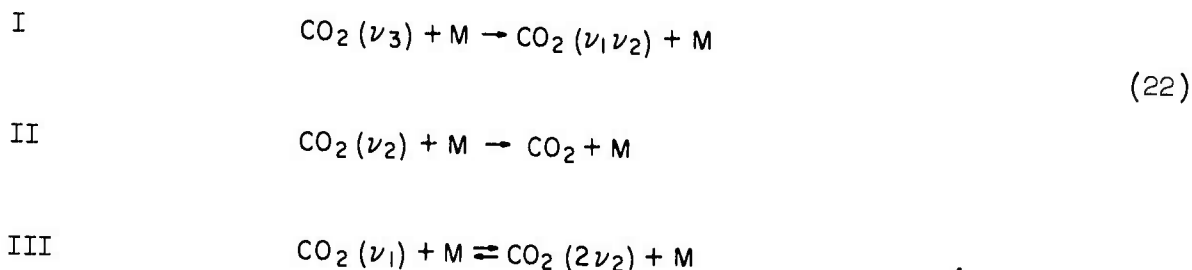 I CO₂ (ν₃) + M → CO₂ (ν₁ν₂) + M
(22)
II CO₂ (ν₂) + M → CO₂ + M
III CO₂ (ν₁) + M ⇌ CO₂ (2ν₂) + M